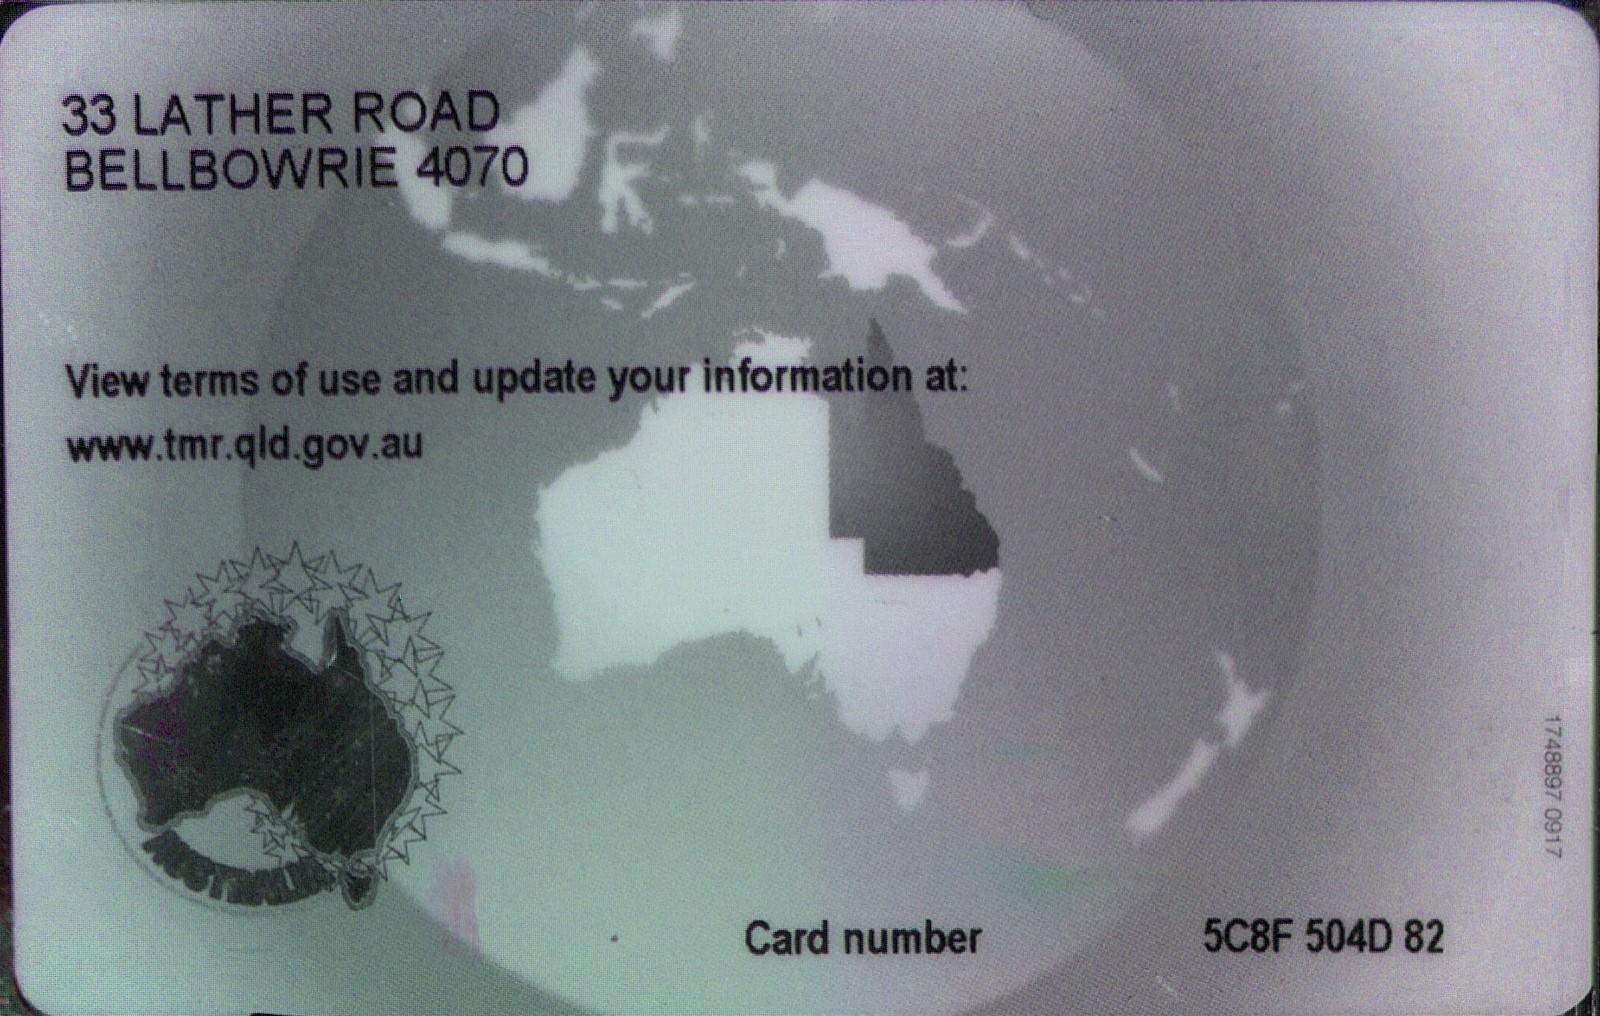 33 LATHER ROAD
BELLBOWRIE 4070
View terms of use and update your information at:
www.tmr.qld.gov.au
Card number 5C8F 504D 82
1748897 0917